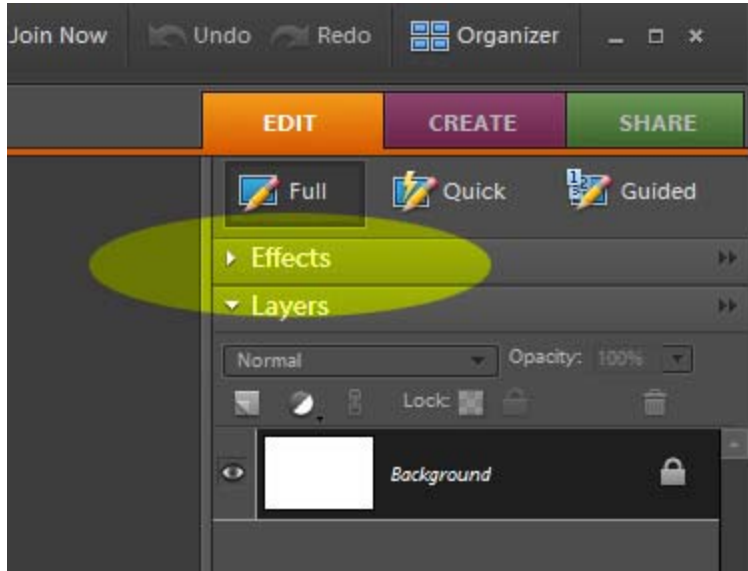 Join Now Undo Redo Organizer
EDIT CREATE SHARE
Full Quick Guided
Effects
Layers
Normal Opacity: 100%
Lock:
Background